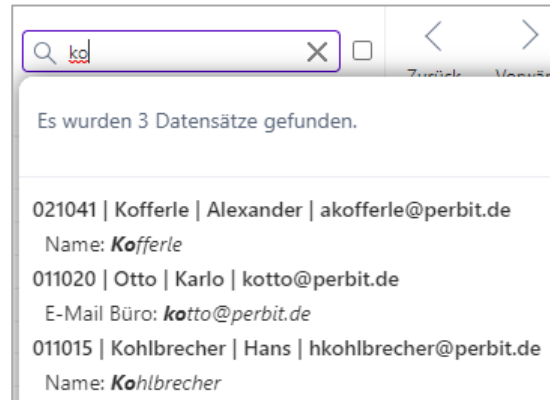 ko
Zurück Vorwär
Es wurden 3 Datensätze gefunden.
021041 | Kofferle | Alexander | akofferle@perbit.de
Name: Kofferle
011020 | Otto | Karlo | kotto@perbit.de
E-Mail Büro: kotto@perbit.de
011015 | Kohlbrecher | Hans | hkohlbrecher@perbit.de
Name: Kohlbrecher